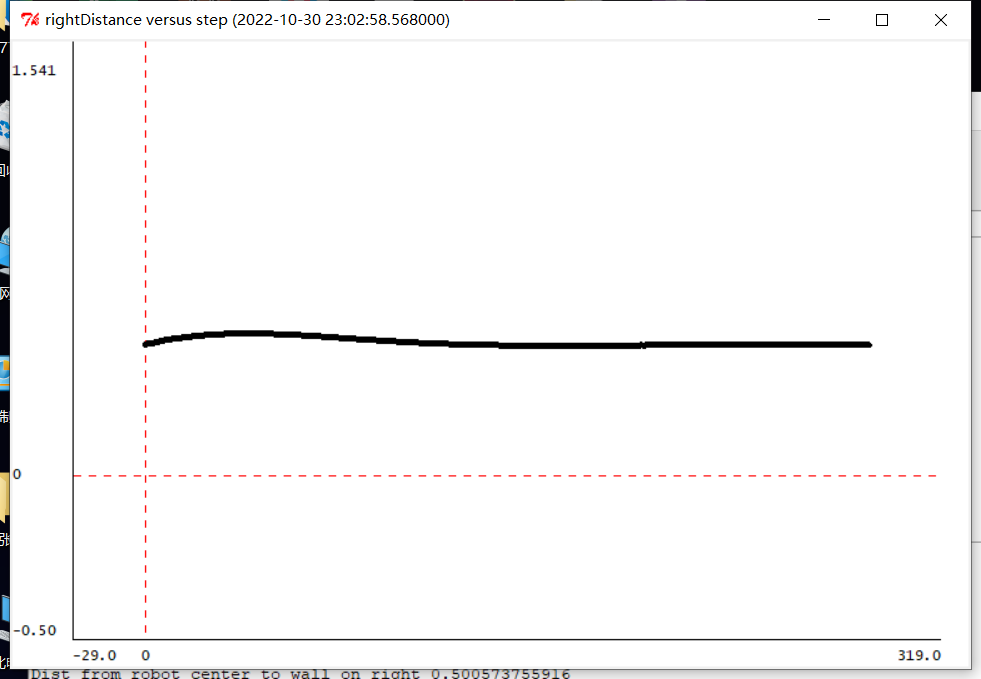 rightDistance versus step (2022-10-30 23:02:58.568000)
1.541
0
-0.50
-29.0 0 319.0
Dist from robot center to wall on right 0.500573755916